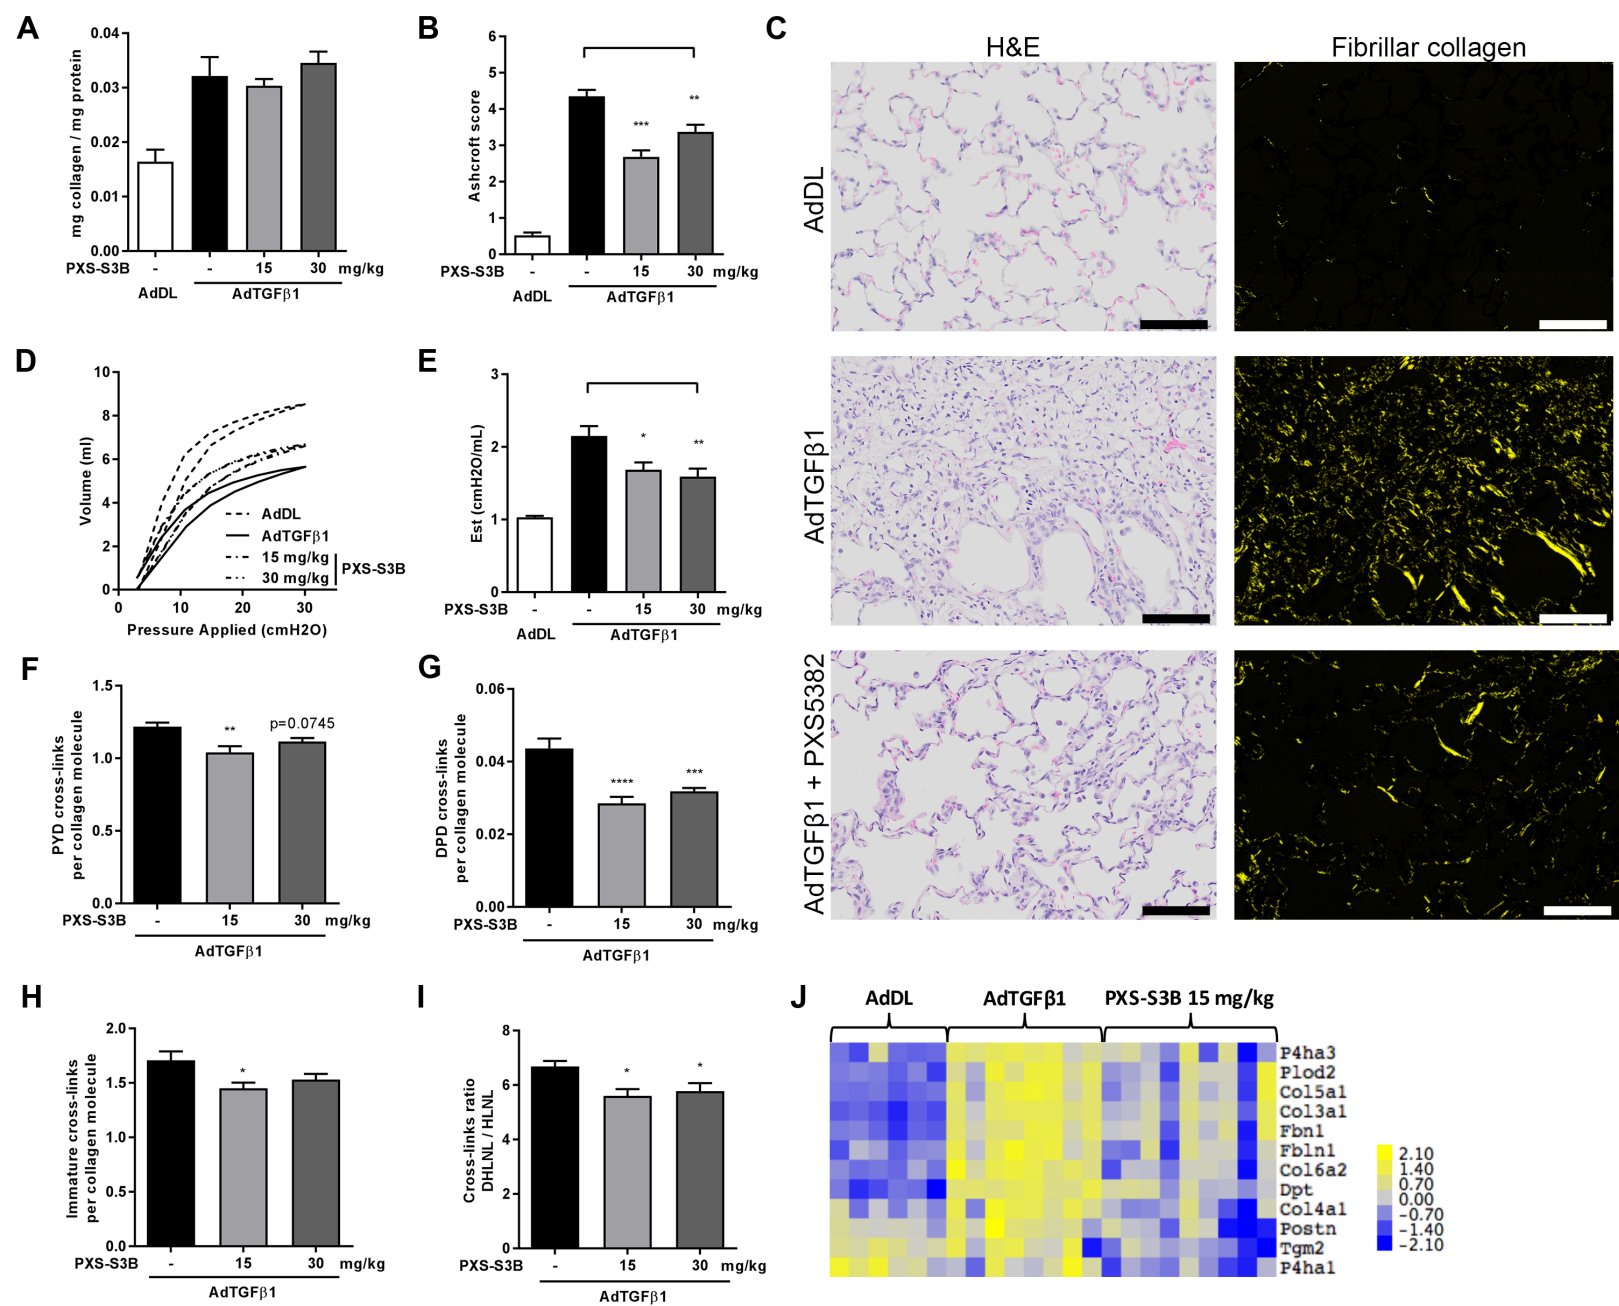 A
mg collagen / mg protein
0.04
0.03
0.02
0.01
0.00
PXS-S3B - - 15 30 mg/kg
AdDL AdTGFβ1
B
Ashcroft score
6
5
4
3
2
1
0
*** **
PXS-S3B - - 15 30 mg/kg
AdDL AdTGFβ1
C
H&E Fibrillar collagen
AdDL
AdTGFβ1
AdTGFβ1 + PXS5382
D
Volume (ml)
10
8
6
4
2
0
AdDL
AdTGFβ1
15 mg/kg
30 mg/kg
PXS-S3B
0 10 20 30
Pressure Applied (cmH2O)
E
Est (cmH2O/mL)
3
2
1
0
* **
PXS-S3B - - 15 30 mg/kg
AdDL AdTGFβ1
F
PYD cross-links
per collagen molecule
1.5
1.0
0.5
0.0
** p=0.0745
PXS-S3B - 15 30 mg/kg
AdTGFβ1
G
DPD cross-links
per collagen molecule
0.06
0.04
0.02
0.00
**** ***
PXS-S3B - 15 30 mg/kg
AdTGFβ1
H
Immature cross-links
per collagen molecule
2.0
1.5
1.0
0.5
0.0
*
PXS-S3B - 15 30 mg/kg
AdTGFβ1
I
Cross-links ratio
DHLNL / HLNL
8
6
4
2
0
* *
PXS-S3B - 15 30 mg/kg
AdTGFβ1
J
AdDL AdTGFβ1 PXS-S3B 15 mg/kg
P4ha3
Plod2
Col5a1
Col3a1
Fbn1
Fbln1
Col6a2
Dpt
Col4a1
Postn
Tgm2
P4ha1
2.10
1.40
0.70
0.00
-0.70
-1.40
-2.10